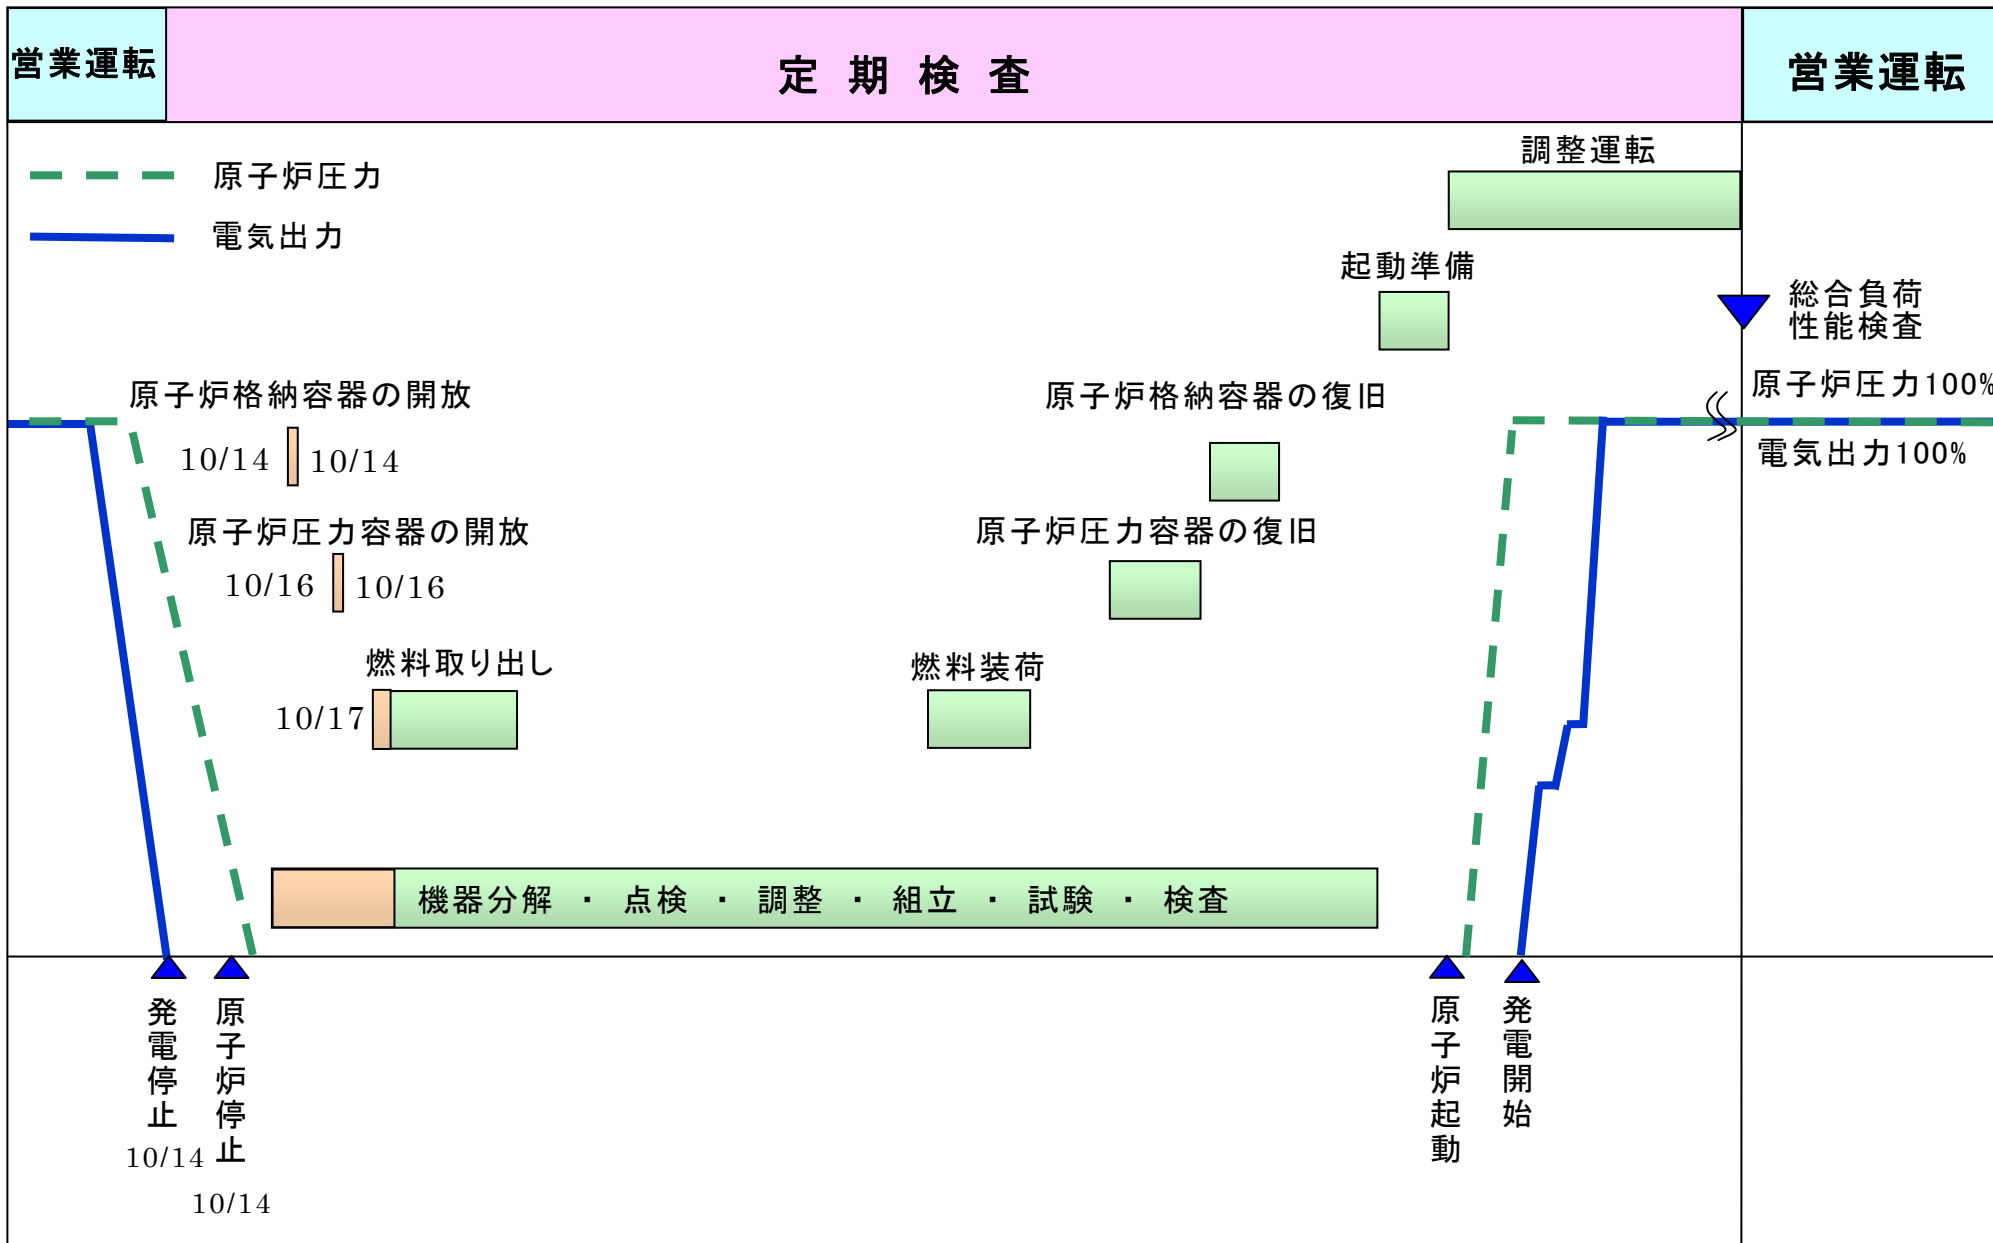 営業運転
定期検査
営業運転
原子炉圧力
電気出力
調整運転
起動準備
総合負荷
性能検査
原子炉格納容器の開放
10/14
10/14
原子炉格納容器の復旧
原子炉圧力100%
電気出力100%
原子炉圧力容器の開放
10/16
10/16
原子炉圧力容器の復旧
燃料取り出し
10/17
燃料装荷
機器分解 ・ 点検 ・ 調整 ・ 組立 ・ 試験 ・ 検査
発電停止
10/14
原子炉停止
10/14
原子炉起動
発電開始